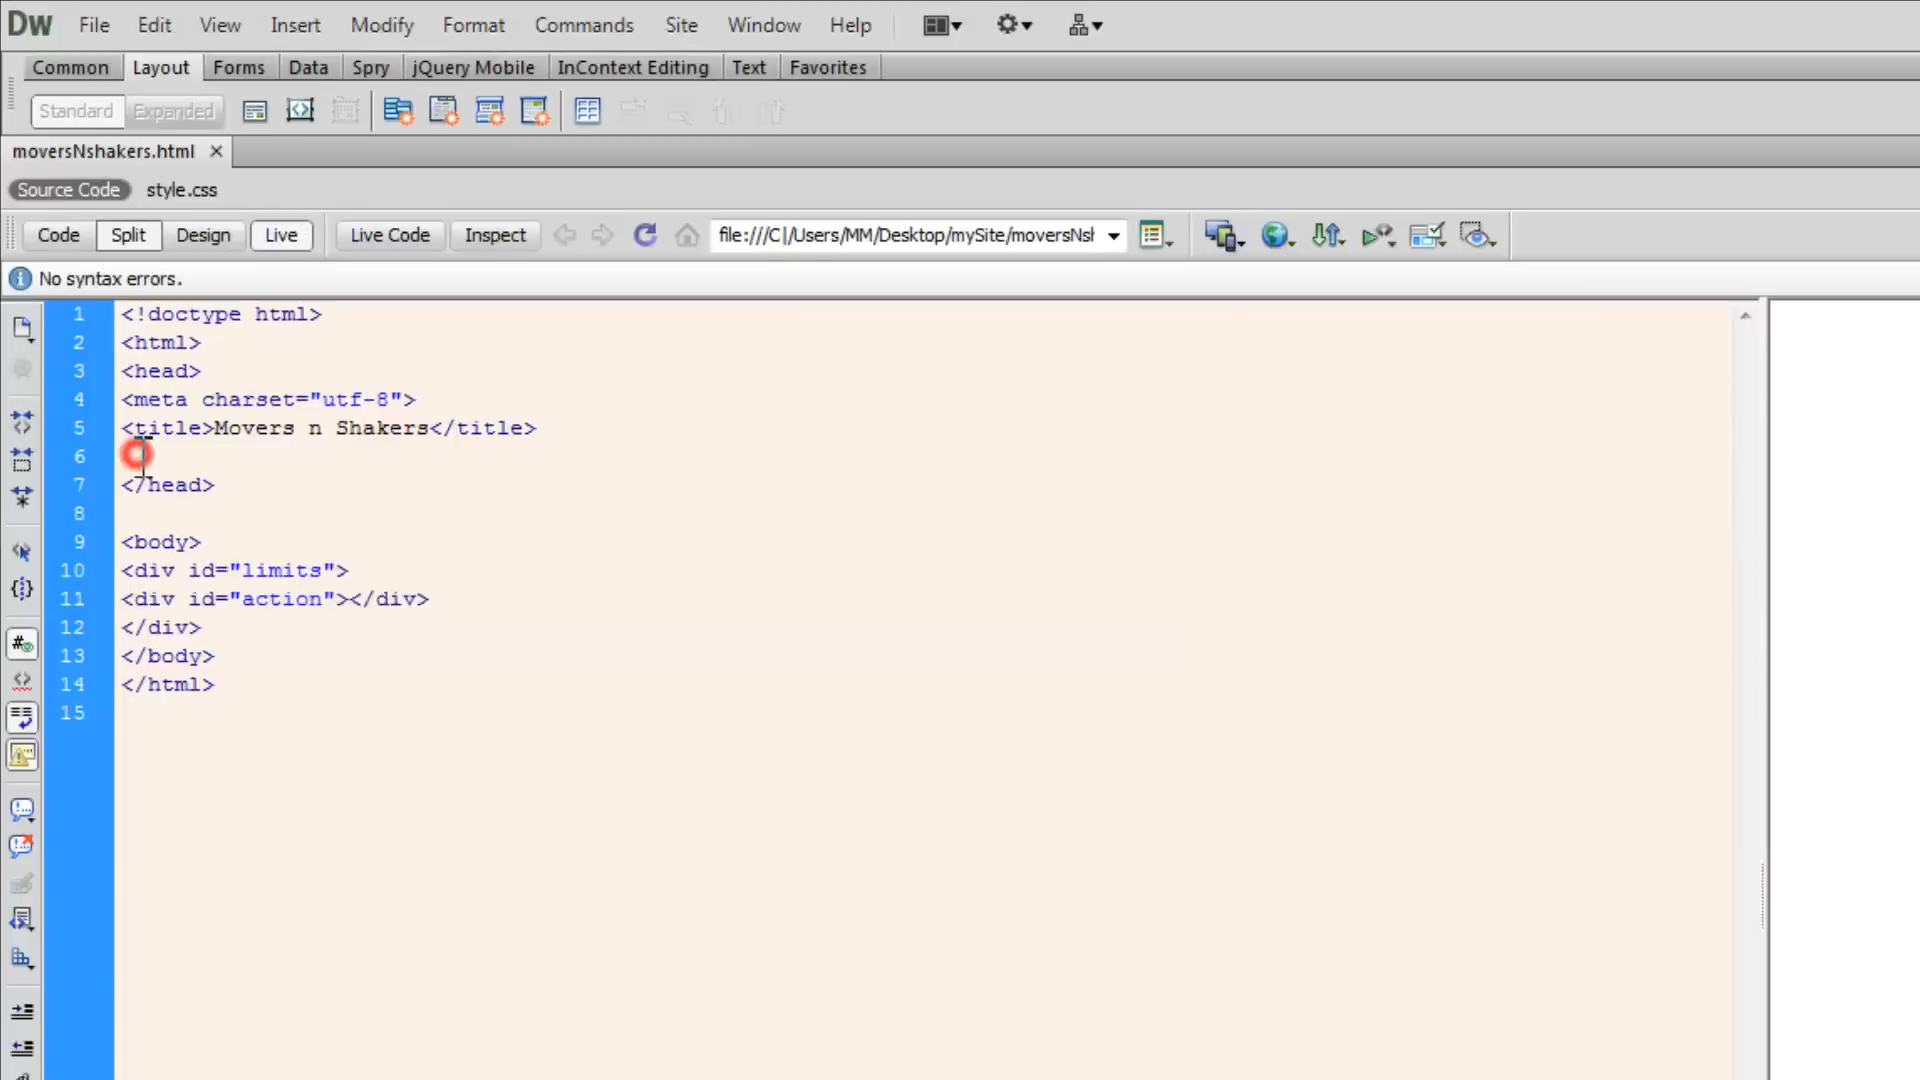 DW File Edit View Insert Modify Format Commands Site Window Help
Common Layout Forms Data Spry jQuery Mobile InContext Editing Text Favorites
Standard Expanded
moversNshakers.html
Source Code style.css
Code Split Design Live Live Code Inspect file:///C|/Users/MM/Desktop/mySite/moversNsh
No syntax errors.
1 <!doctype html>
2 <html>
3 <head>
4 <meta charset="utf-8">
5 <title>Movers n Shakers</title>
6
7 </head>
8
9 <body>
10 <div id="limits">
11 <div id="action"></div>
12 </div>
13 </body>
14 </html>
15